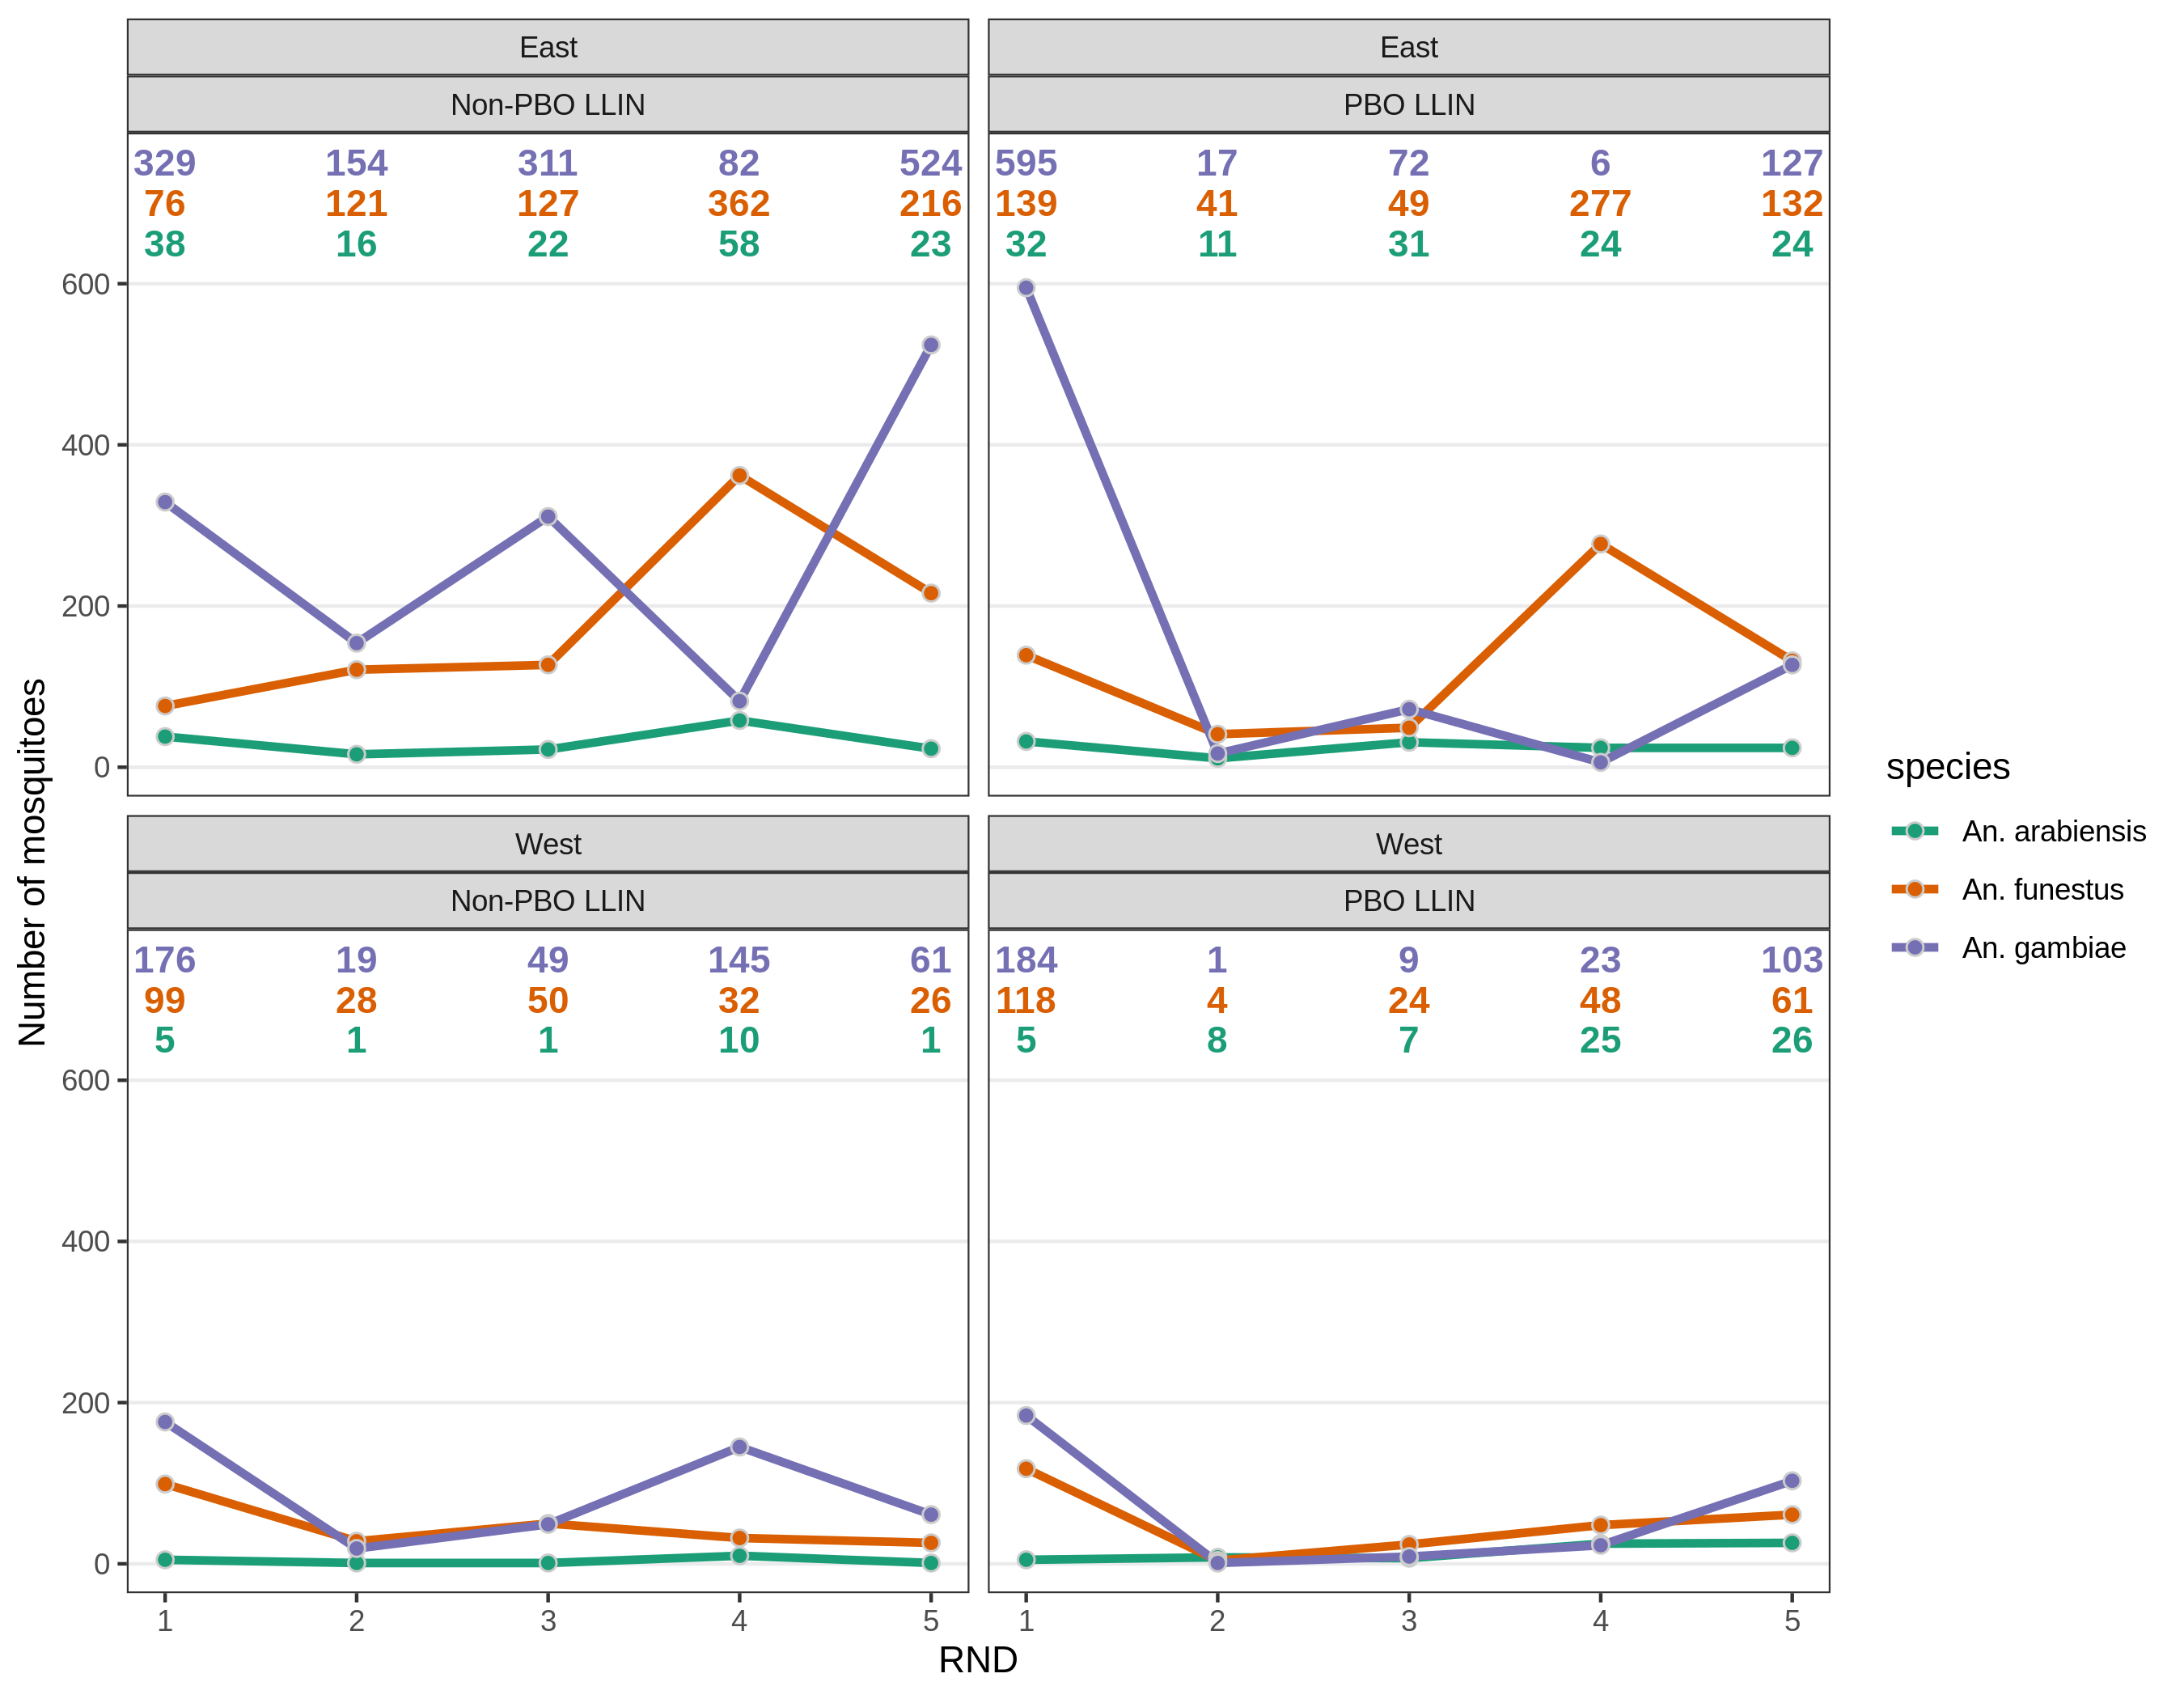 East
East
Non-PBO LLIN
PBO LLIN
329 154 311 82 524
76 121 127 362 216
38 16 22 58 23
595 17 72 6 127
139 41 49 277 132
32 11 31 24 24
600
400
200
0
Number of mosquitoes
West
West
Non-PBO LLIN
PBO LLIN
176 19 49 145 61
99 28 50 32 26
5 1 1 10 1
184 1 9 23 103
118 4 24 48 61
5 8 7 25 26
600
400
200
0
1 2 3 4 5
1 2 3 4 5
RND
species
An. arabiensis
An. funestus
An. gambiae